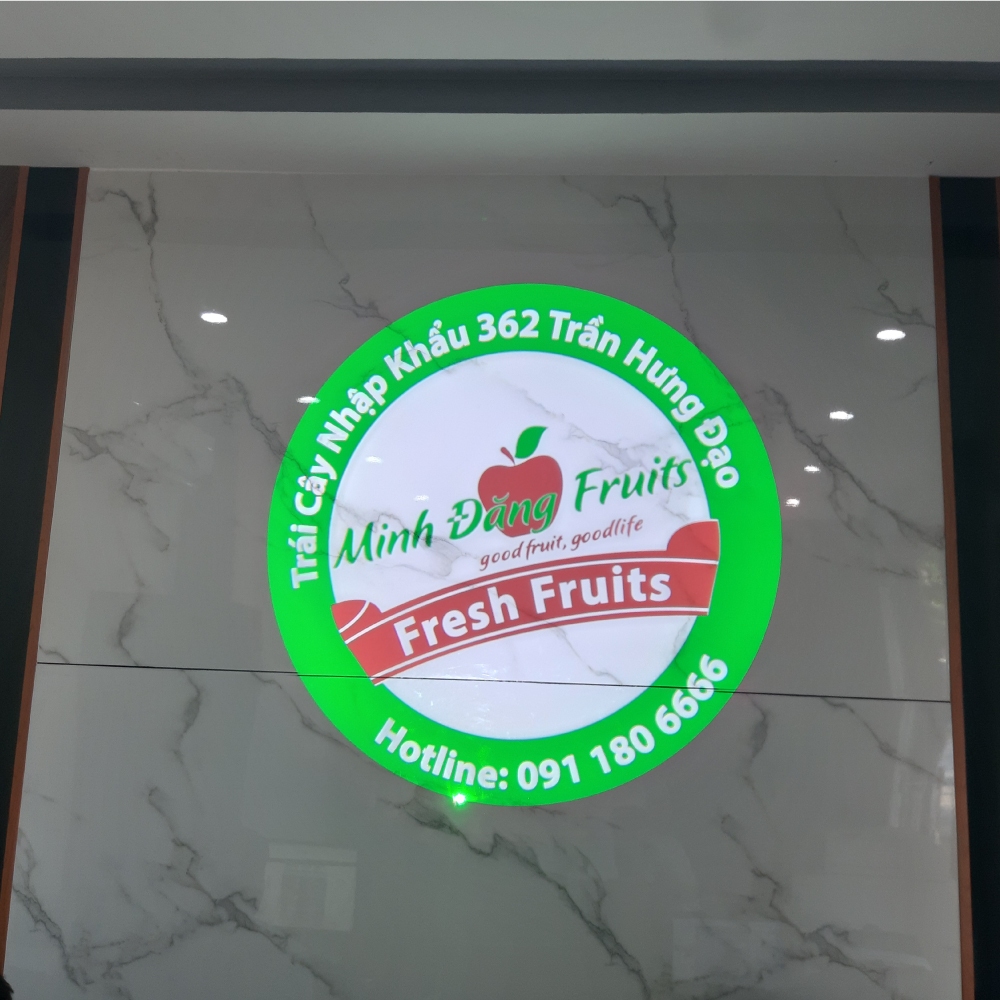 Trái Cây Nhập Khẩu 362 Trần Hưng Đạo
Minh Đăng Fruits
good fruit, goodlife
Fresh Fruits
Hotline: 091 180 6666